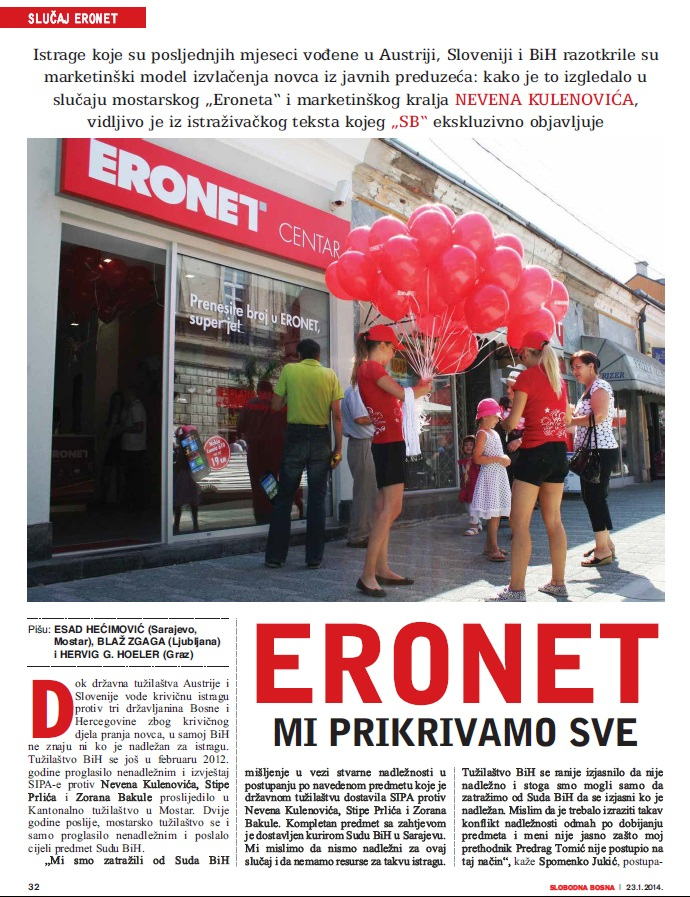 SLUČAJ ERONET
Istrage koje su posljednjih mjeseci vođene u Austriji, Sloveniji i BiH razotkrile su
marketinški model izvlačenja novca iz javnih preduzeća: kako je to izgledalo u
slučaju mostarskog „Eroneta“ i marketinškog kralja NEVENA KULENOVIĆA,
vidljivo je iz istraživačkog teksta kojeg „SB“ ekskluzivno objavljuje
ERONET CENTAR
Prenesite broj u ERONET,
super je!
19 KM
ERONET
Pišu: ESAD HEĆIMOVIĆ (Sarajevo,
Mostar), BLAŽ ZGAGA (Ljubljana)
i HERVIG G. HOELER (Graz)
ERONET
MI PRIKRIVAMO SVE
Dok državna tužilaštva Austrije i
Slovenije vode krivičnu istragu
protiv tri državljanina Bosne i
Hercegovine zbog krivičnog
djela pranja novca, u samoj BiH
ne znaju ni ko je nadležan za istragu.
Tužilaštvo BiH se još u februaru 2012.
godine proglasilo nenadležnim i izvještaj
SIPA-e protiv Nevena Kulenovića, Stipe
Prlića i Zorana Bakule proslijedilo u
Kantonalno tužilaštvo u Mostar. Dvije
godine poslije, mostarsko tužilaštvo se i
samo proglasilo nenadležnim i poslalo
cijeli predmet Sudu BiH.
„Mi smo zatražili od Suda BiH
mišljenje u vezi stvarne nadležnosti u
postupanju po navedenom predmetu koje je
državnom tužilaštvu dostavila SIPA protiv
Nevena Kulenovića, Stipe Prlića i Zorana
Bakule. Kompletan predmet sa zahtjevom
je dostavljen kurirom Sudu BiH u Sarajevu.
Mi mislimo da nismo nadležni za ovaj
slučaj i da nemamo resurse za takvu istragu.
Tužilaštvo BiH se ranije izjasnilo da nije
nadležno i stoga smo mogli samo da
zatražimo od Suda BiH da se izjasni ko je
nadležan. Mislim da je trebalo izraziti takav
konflikt nadležnosti odmah po dobijanju
predmeta i meni nije jasno zašto moj
prethodnik Predrag Tomić nije postupio na
taj način“, kaže Spomenko Jukić, postupa-
32
SLOBODNA BOSNA I 23.1.2014.